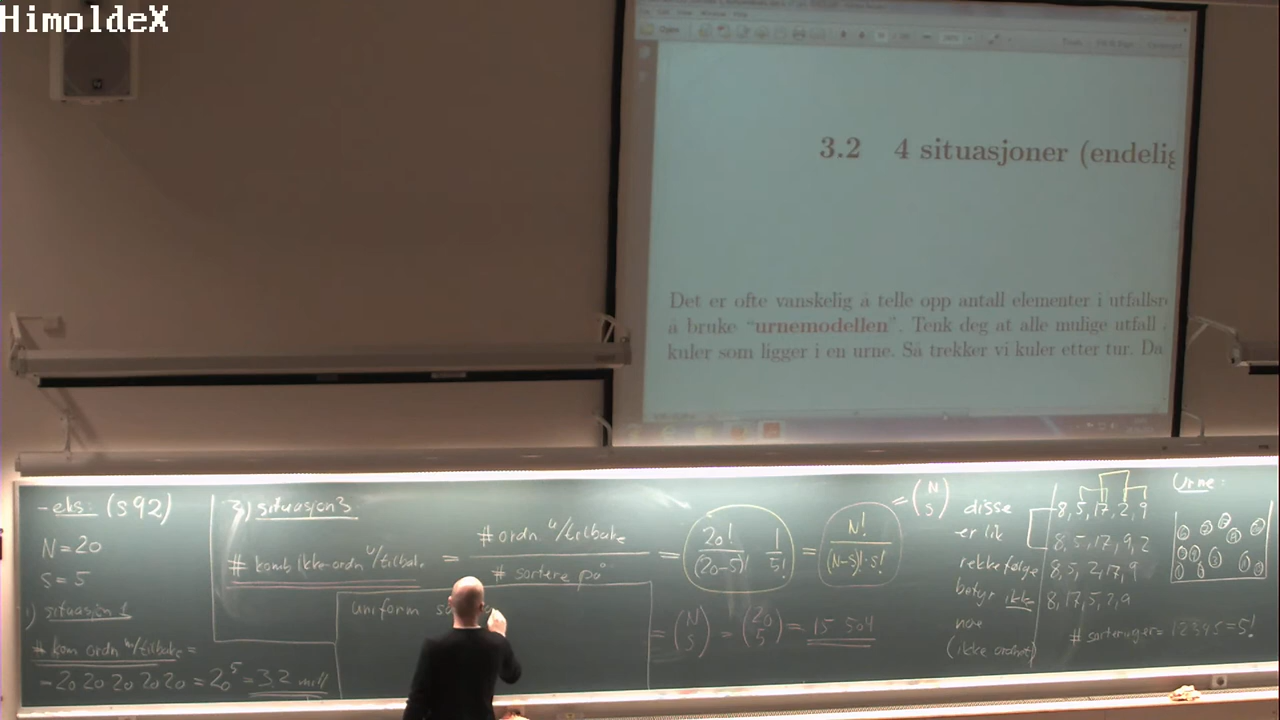 HimoldeX
3.2 4 situasjoner (endelig
Det er ofte vanskelig å telle opp antall elementer i utfallsr
å bruke "urnemodellen". Tenk deg at alle mulige utfall
kuler som ligger i en urne. Så trekker vi kuler etter tur. Da
- eks: (s 92)
N = 20
S = 5
1) situasjon 1
# kom ordn m/tilbake =
- 20 20 20 20 20 = 20^5 = 3,2 mill
3) situasjon 3
# komb ikke-ordn u/tilbak. = # ordn. u/tilbake / # sortere på = 20! / (20-5)! 1 / 5! = N! / (N-s)! · s! = (N s)
uniform
= (N s) = (20 5) = 15 504
disse
er lik
rekkefølge
betyr ikke
noe
(ikke ordnet)
8, 5, 17, 2, 9
8, 5, 17, 9, 2
8, 5, 2, 17, 9
8, 17, 5, 2, 9
# sorteringer = 1 2 3 4 5 = 5!
Urne: